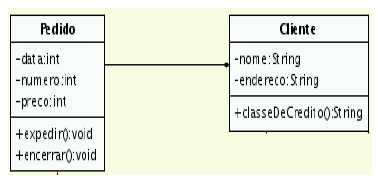 Pedido
-data:int
-numero:int
-preco:int
+expedir():void
+encerrar():void
Cliente
-nome:String
-endereco:String
+classeDeCredito():String